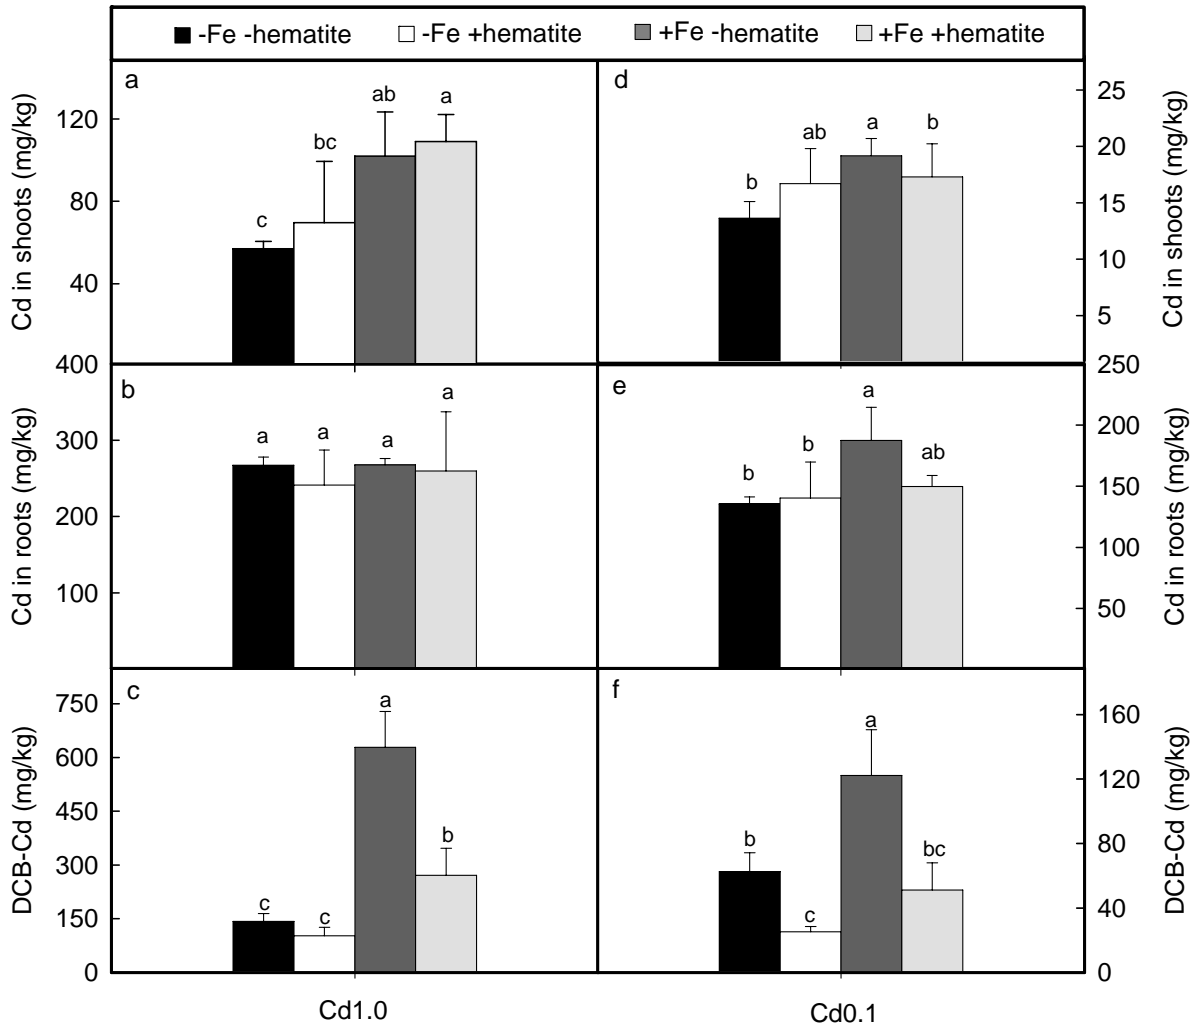 -Fe -hematite -Fe +hematite +Fe -hematite +Fe +hematite
a
Cd in shoots (mg/kg)
120
80
40
c
bc
ab
a
d
25
20
15
10
5
Cd in shoots (mg/kg)
b
ab
a
b
b
Cd in roots (mg/kg)
400
300
200
100
a
a
a
a
e
250
200
150
100
50
Cd in roots (mg/kg)
b
b
a
ab
c
DCB-Cd (mg/kg)
750
600
450
300
150
0
c
c
a
b
Cd1.0
f
160
120
80
40
0
DCB-Cd (mg/kg)
b
c
a
bc
Cd0.1